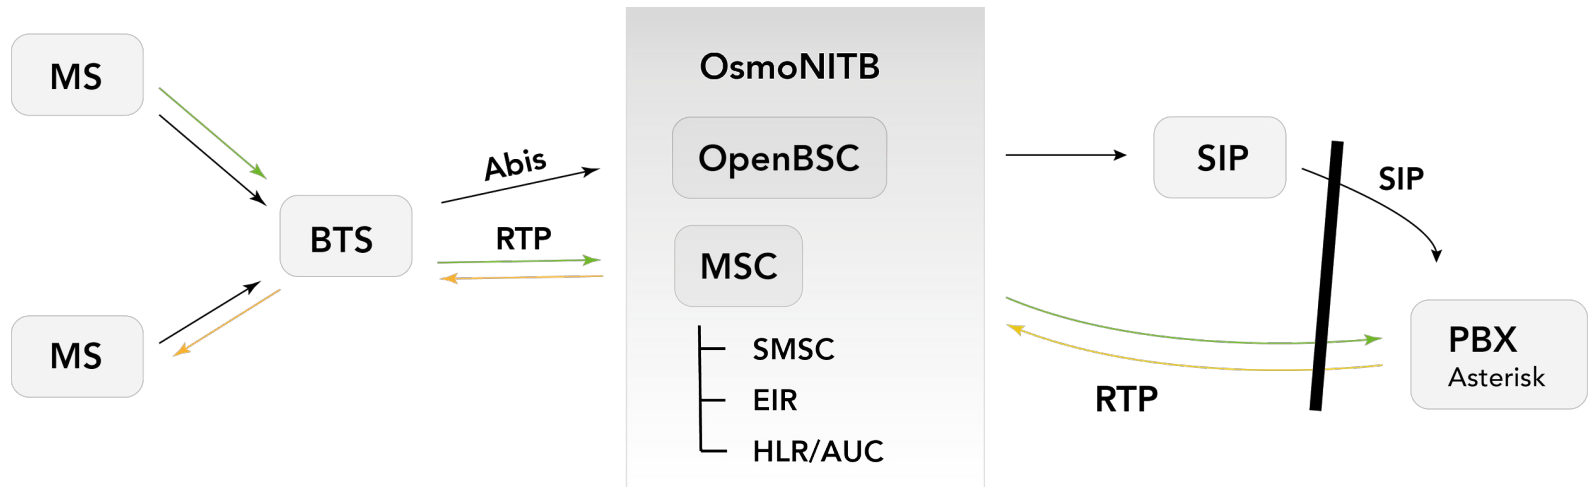 MS
MS
BTS
Abis
RTP
OsmoNITB
OpenBSC
MSC
SMSC
EIR
HLR/AUC
SIP
SIP
RTP
PBX
Asterisk